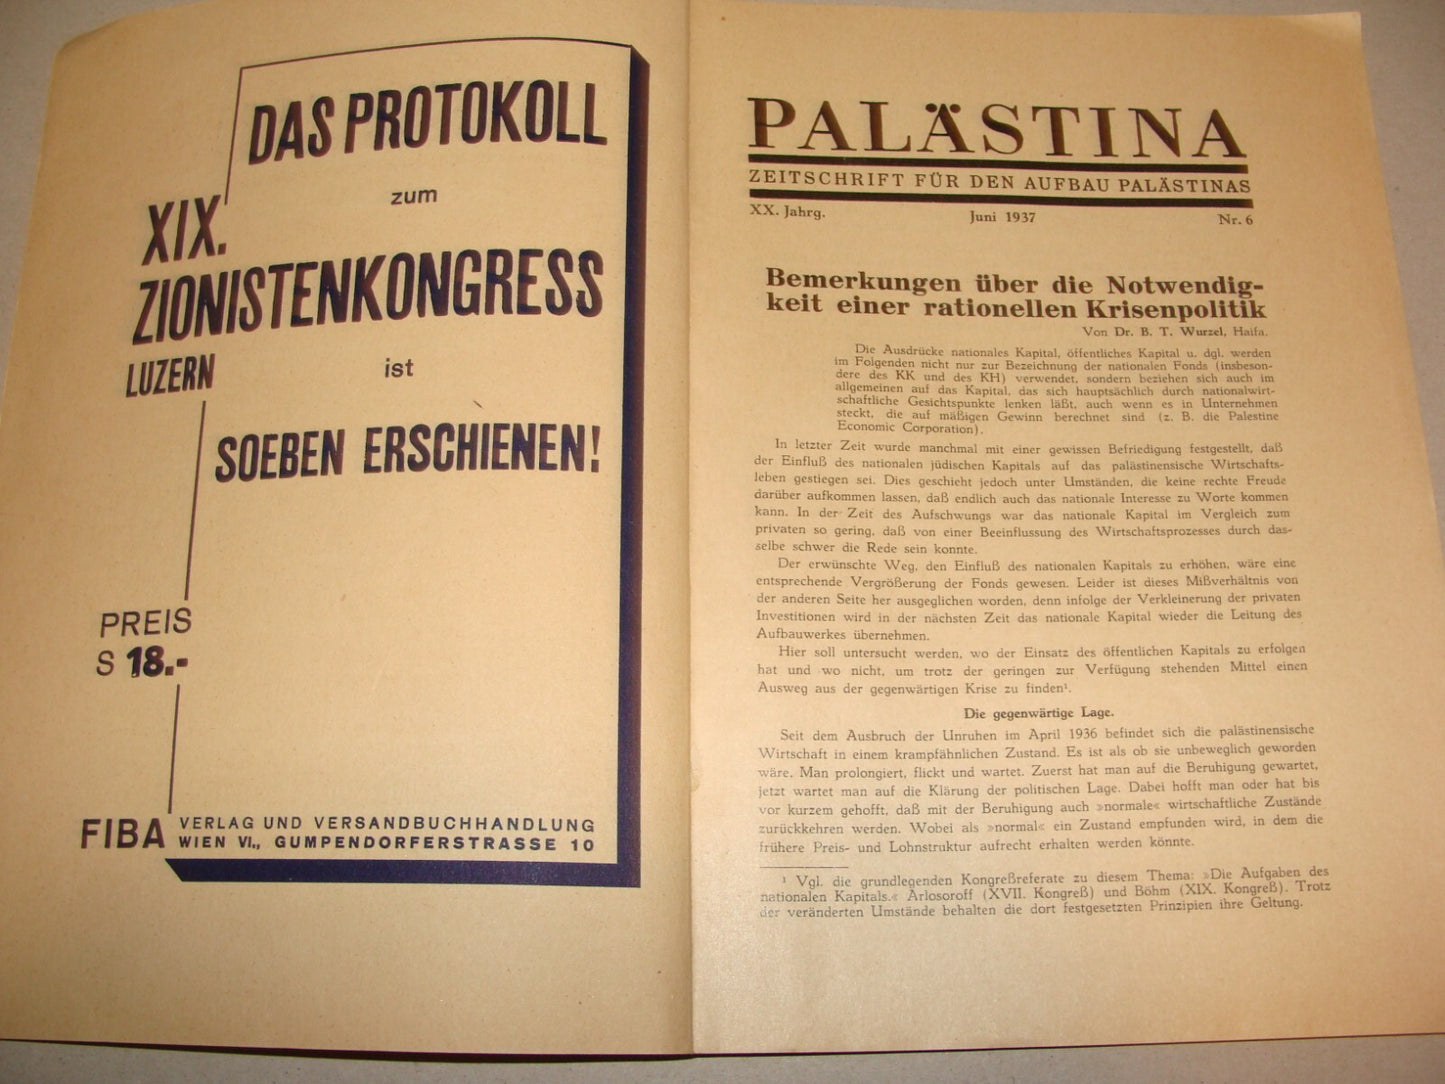 DAS PROTOKOLL
zum
XIX.
ZIONISTENKONGRESS
LUZERN
ist
SOEBEN ERSCHIENEN!
PREIS
S 18.-
FIBA VERLAG UND VERSANDBUCHHANDLUNG
WIEN VI., GUMPENDORFERSTRASSE 10
PALÄSTINA
ZEITSCHRIFT FÜR DEN AUFBAU PALÄSTINAS
XX. Jahrg. Juni 1937 Nr. 6
Bemerkungen über die Notwendig-
keit einer rationellen Krisenpolitik
Von Dr. B. T. Wurzel, Haifa.
Die Ausdrücke nationales Kapital, öffentliches Kapital u. dgl. werden
im Folgenden nicht nur zur Bezeichnung der nationalen Fonds (insbeson-
dere des KK und des KH) verwendet, sondern beziehen sich auch im
allgemeinen auf das Kapital, das sich hauptsächlich durch nationalwirt-
schaftliche Gesichtspunkte lenken läßt, auch wenn es in Unternehmen
steckt, die auf mäßigen Gewinn berechnet sind (z. B. die Palestine
Economic Corporation).
In letzter Zeit wurde manchmal mit einer gewissen Befriedigung festgestellt, daß
der Einfluß des nationalen jüdischen Kapitals auf das palästinensische Wirtschafts-
leben gestiegen sei. Dies geschieht jedoch unter Umständen, die keine rechte Freude
darüber aufkommen lassen, daß endlich auch das nationale Interesse zu Worte kommen
kann. In der Zeit des Aufschwungs war das nationale Kapital im Vergleich zum
privaten so gering, daß von einer Beeinflussung des Wirtschaftsprozesses durch das-
selbe schwer die Rede sein konnte.
Der erwünschte Weg, den Einfluß des nationalen Kapitals zu erhöhen, wäre eine
entsprechende Vergrößerung der Fonds gewesen. Leider ist dieses Mißverhältnis von
der anderen Seite her ausgeglichen worden, denn infolge der Verkleinerung der privaten
Investitionen wird in der nächsten Zeit das nationale Kapital wieder die Leitung des
Aufbauwerkes übernehmen.
Hier soll untersucht werden, wo der Einsatz des öffentlichen Kapitals zu erfolgen
hat und wo nicht, um trotz der geringen zur Verfügung stehenden Mittel einen
Ausweg aus der gegenwärtigen Krise zu finden¹.
Die gegenwärtige Lage.
Seit dem Ausbruch der Unruhen im April 1936 befindet sich die palästinensische
Wirtschaft in einem krampfähnlichen Zustand. Es ist als ob sie unbeweglich geworden
wäre. Man prolongiert, flickt und wartet. Zuerst hat man auf die Beruhigung gewartet,
jetzt wartet man auf die Klärung der politischen Lage. Dabei hofft man oder hat bis
vor kurzem gehofft, daß mit der Beruhigung auch »normale« wirtschaftliche Zustände
zurückkehren werden. Wobei als »normal« ein Zustand empfunden wird, in dem die
frühere Preis- und Lohnstruktur aufrecht erhalten werden könnte.
¹ Vgl. die grundlegenden Kongreßreferate zu diesem Thema: »Die Aufgaben des
nationalen Kapitals.« Arlosoroff (XVII. Kongreß) und Böhm (XIX. Kongreß). Trotz
der veränderten Umstände behalten die dort festgesetzten Prinzipien ihre Geltung.